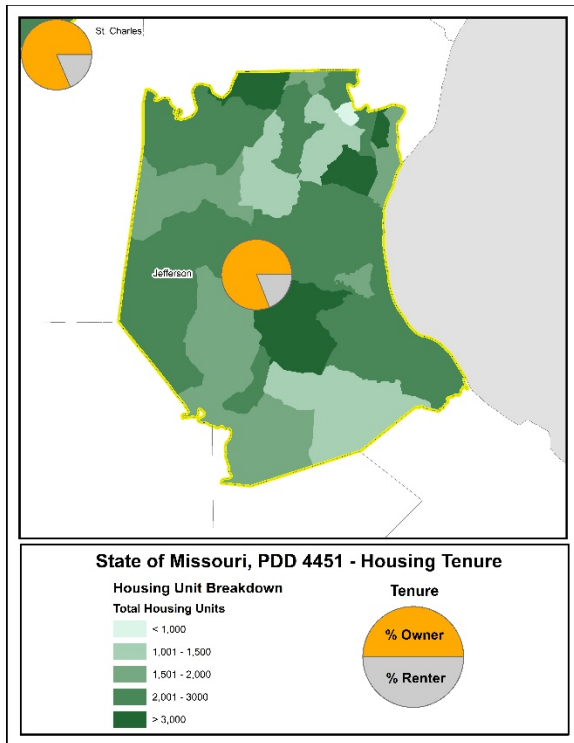 St. Charles
Jefferson
State of Missouri, PDD 4451 - Housing Tenure
Housing Unit Breakdown
Total Housing Units
< 1,000
1,001 - 1,500
1,501 - 2,000
2,001 - 3000
> 3,000
Tenure
% Owner
% Renter